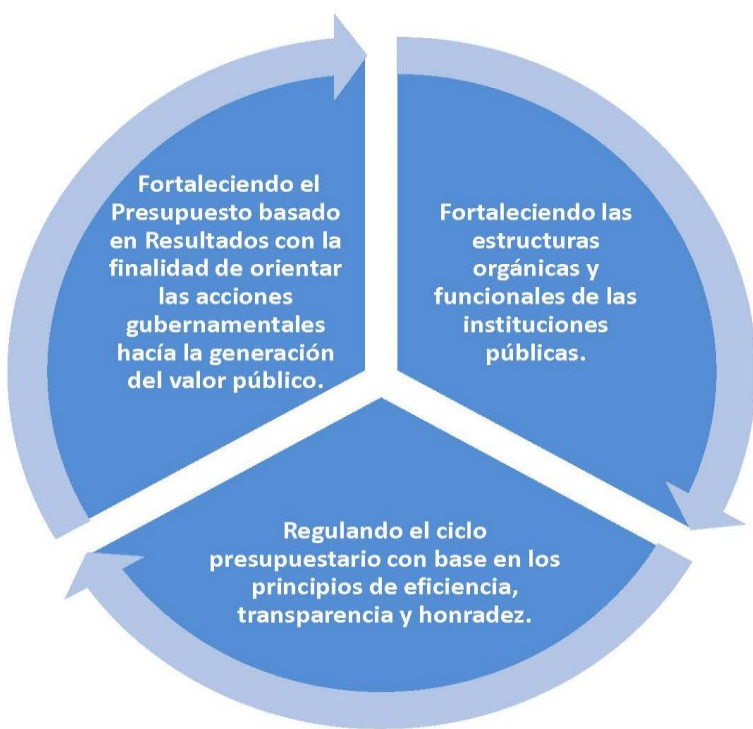 Fortaleciendo el
Presupuesto basado
en Resultados con la
finalidad de orientar
las acciones
gubernamentales
hacía la generación
del valor público.
Fortaleciendo las
estructuras
orgánicas y
funcionales de las
instituciones
públicas.
Regulando el ciclo
presupuestario con base en los
principios de eficiencia,
transparencia y honradez.